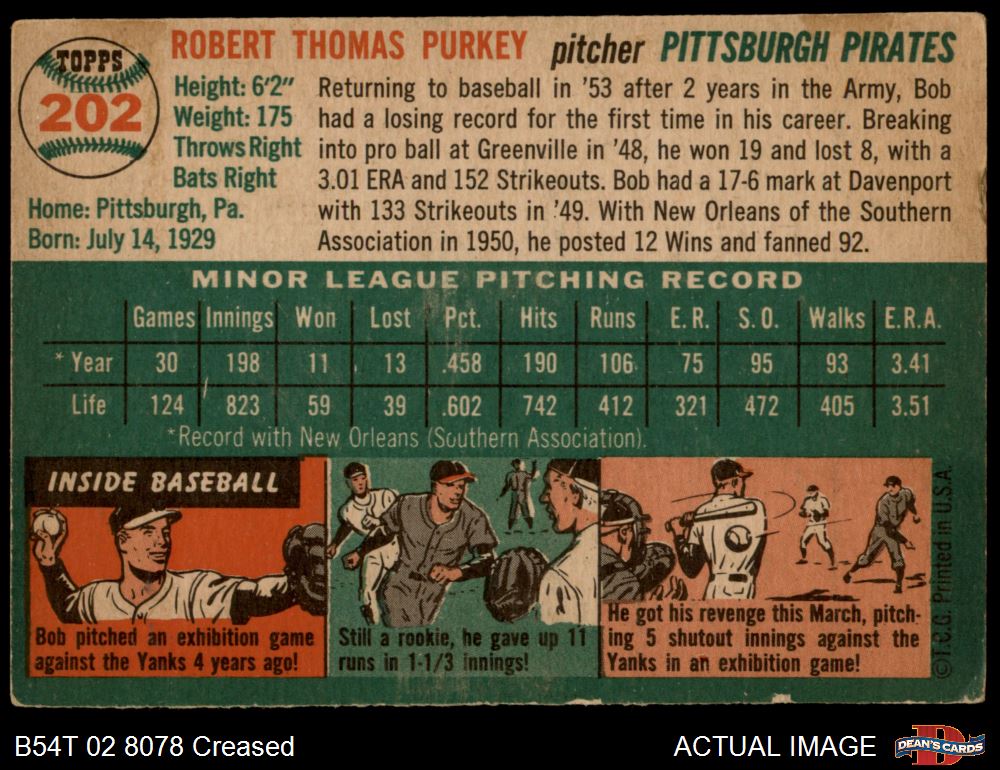 TOPPS
202
ROBERT THOMAS PURKEY pitcher PITTSBURGH PIRATES
Height: 6'2"
Weight: 175
Throws Right
Bats Right
Home: Pittsburgh, Pa.
Born: July 14, 1929
Returning to baseball in '53 after 2 years in the Army, Bob
had a losing record for the first time in his career. Breaking
into pro ball at Greenville in '48, he won 19 and lost 8, with a
3.01 ERA and 152 Strikeouts. Bob had a 17-6 mark at Davenport
with 133 Strikeouts in '49. With New Orleans of the Southern
Association in 1950, he posted 12 Wins and fanned 92.
MINOR LEAGUE PITCHING RECORD
Games Innings Won Lost Pct. Hits Runs E.R. S.O. Walks E.R.A.
* Year 30 198 11 13 .458 190 106 75 95 93 3.41
Life 124 823 59 39 .602 742 412 321 472 405 3.51
*Record with New Orleans (Southern Association).
INSIDE BASEBALL
Bob pitched an exhibition game
against the Yanks 4 years ago!
Still a rookie, he gave up 11
runs in 1-1/3 innings!
He got his revenge this March, pitch-
ing 5 shutout innings against the
Yanks in an exhibition game!
© T.C.G. Printed in U.S.A.
B54T 02 8078 Creased
ACTUAL IMAGE
DEAN'S CARDS